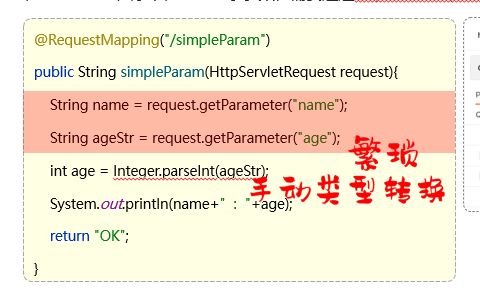 @RequestMapping("/simpleParam")
public String simpleParam(HttpServletRequest request){
String name = request.getParameter("name");
String ageStr = request.getParameter("age");
int age = Integer.parseInt(ageStr);
System.out.println(name+" : "+age);
return "OK";
}
繁琐
手动类型转换